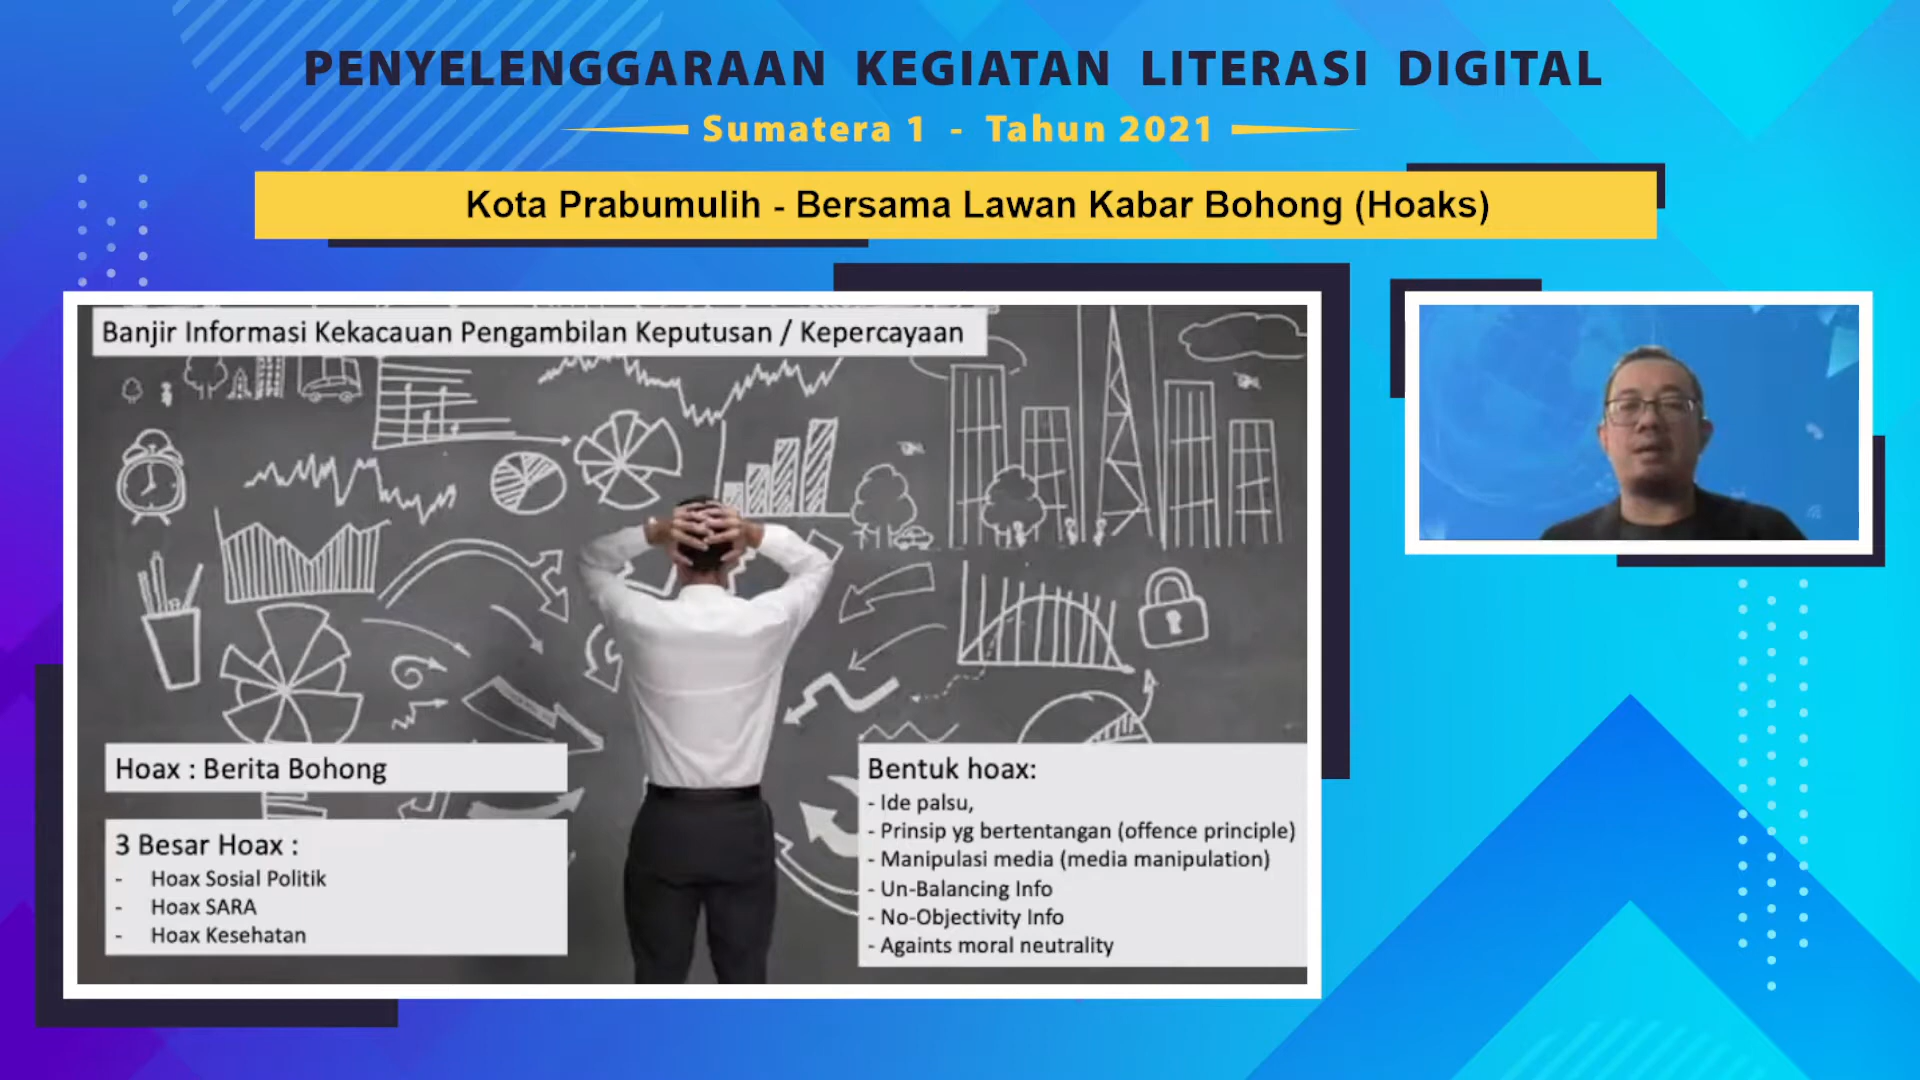 PENYELENGGARAAN KEGIATAN LITERASI DIGITAL
Sumatera 1 - Tahun 2021
Kota Prabumulih - Bersama Lawan Kabar Bohong (Hoaks)
Banjir Informasi Kekacauan Pengambilan Keputusan / Kepercayaan
Hoax : Berita Bohong
3 Besar Hoax :
- Hoax Sosial Politik
- Hoax SARA
- Hoax Kesehatan
Bentuk hoax:
- Ide palsu,
- Prinsip yg bertentangan (offence principle)
- Manipulasi media (media manipulation)
- Un-Balancing Info
- No-Objectivity Info
- Againts moral neutrality